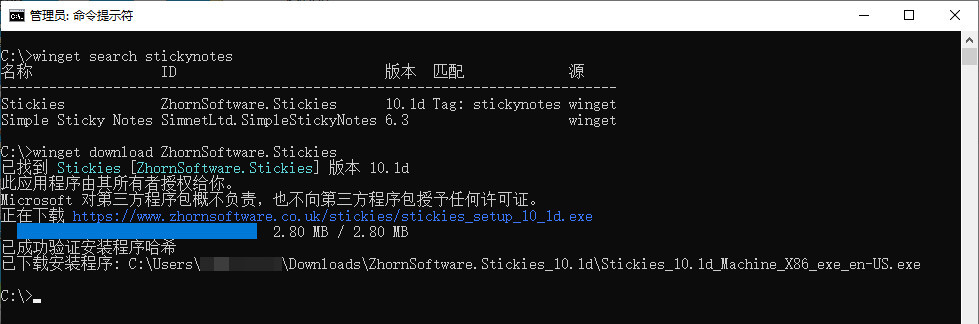 管理员: 命令提示符
C:\>winget search stickynotes
名称 ID 版本 匹配 源
--------------------------------------------------------------------------
Stickies ZhornSoftware.Stickies 10.1d Tag: stickynotes winget
Simple Sticky Notes SimnetLtd.SimpleStickyNotes 6.3 winget
C:\>winget download ZhornSoftware.Stickies
已找到 Stickies [ZhornSoftware.Stickies] 版本 10.1d
此应用程序由其所有者授权给你。
Microsoft 对第三方程序包概不负责，也不向第三方程序包授予任何许可证。
正在下载 https://www.zhornsoftware.co.uk/stickies/stickies_setup_10_1d.exe
2.80 MB / 2.80 MB
已成功验证安装程序哈希
已下载安装程序: C:\Users\ \Downloads\ZhornSoftware.Stickies_10.1d\Stickies_10.1d_Machine_X86_exe_en-US.exe
C:\>